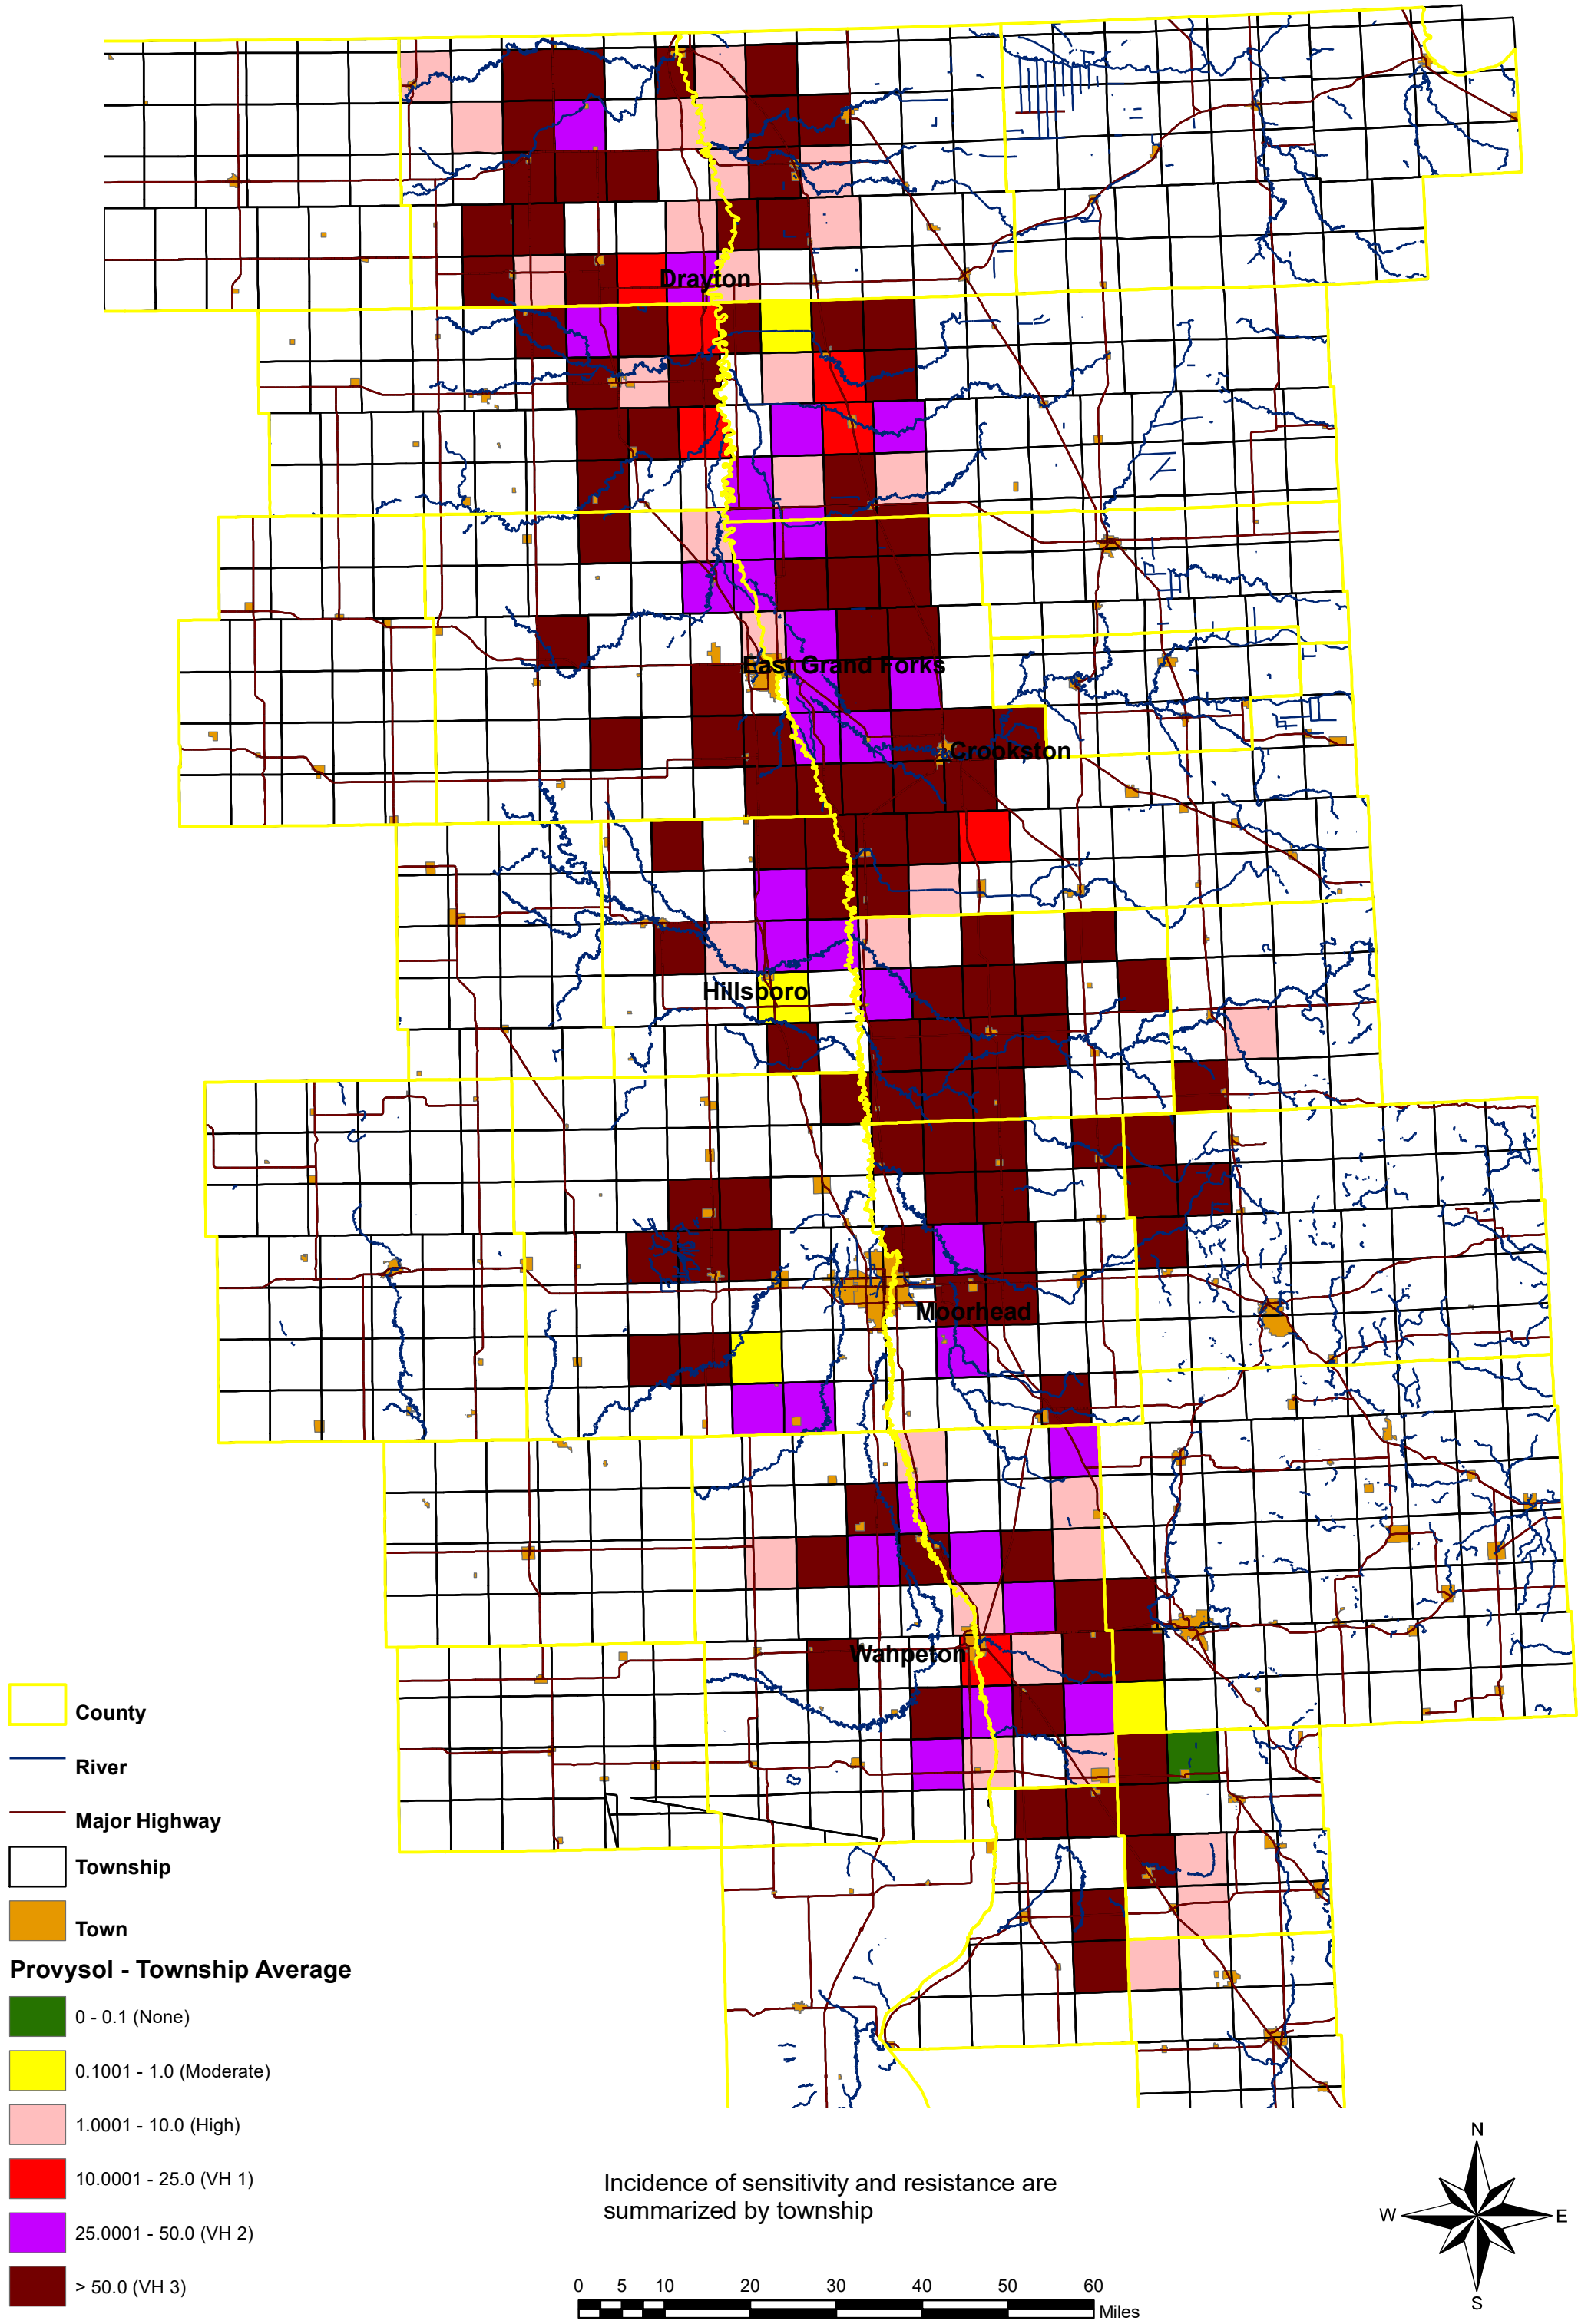 Drayton
East Grand Forks
Crookston
Hillsboro
Moorhead
Wahpeton
County
River
Major Highway
Township
Town
Provysol - Township Average
0 - 0.1 (None)
0.1001 - 1.0 (Moderate)
1.0001 - 10.0 (High)
10.0001 - 25.0 (VH 1)
25.0001 - 50.0 (VH 2)
> 50.0 (VH 3)
Incidence of sensitivity and resistance are
summarized by township
0 5 10 20 30 40 50 60
Miles
N
W E
S